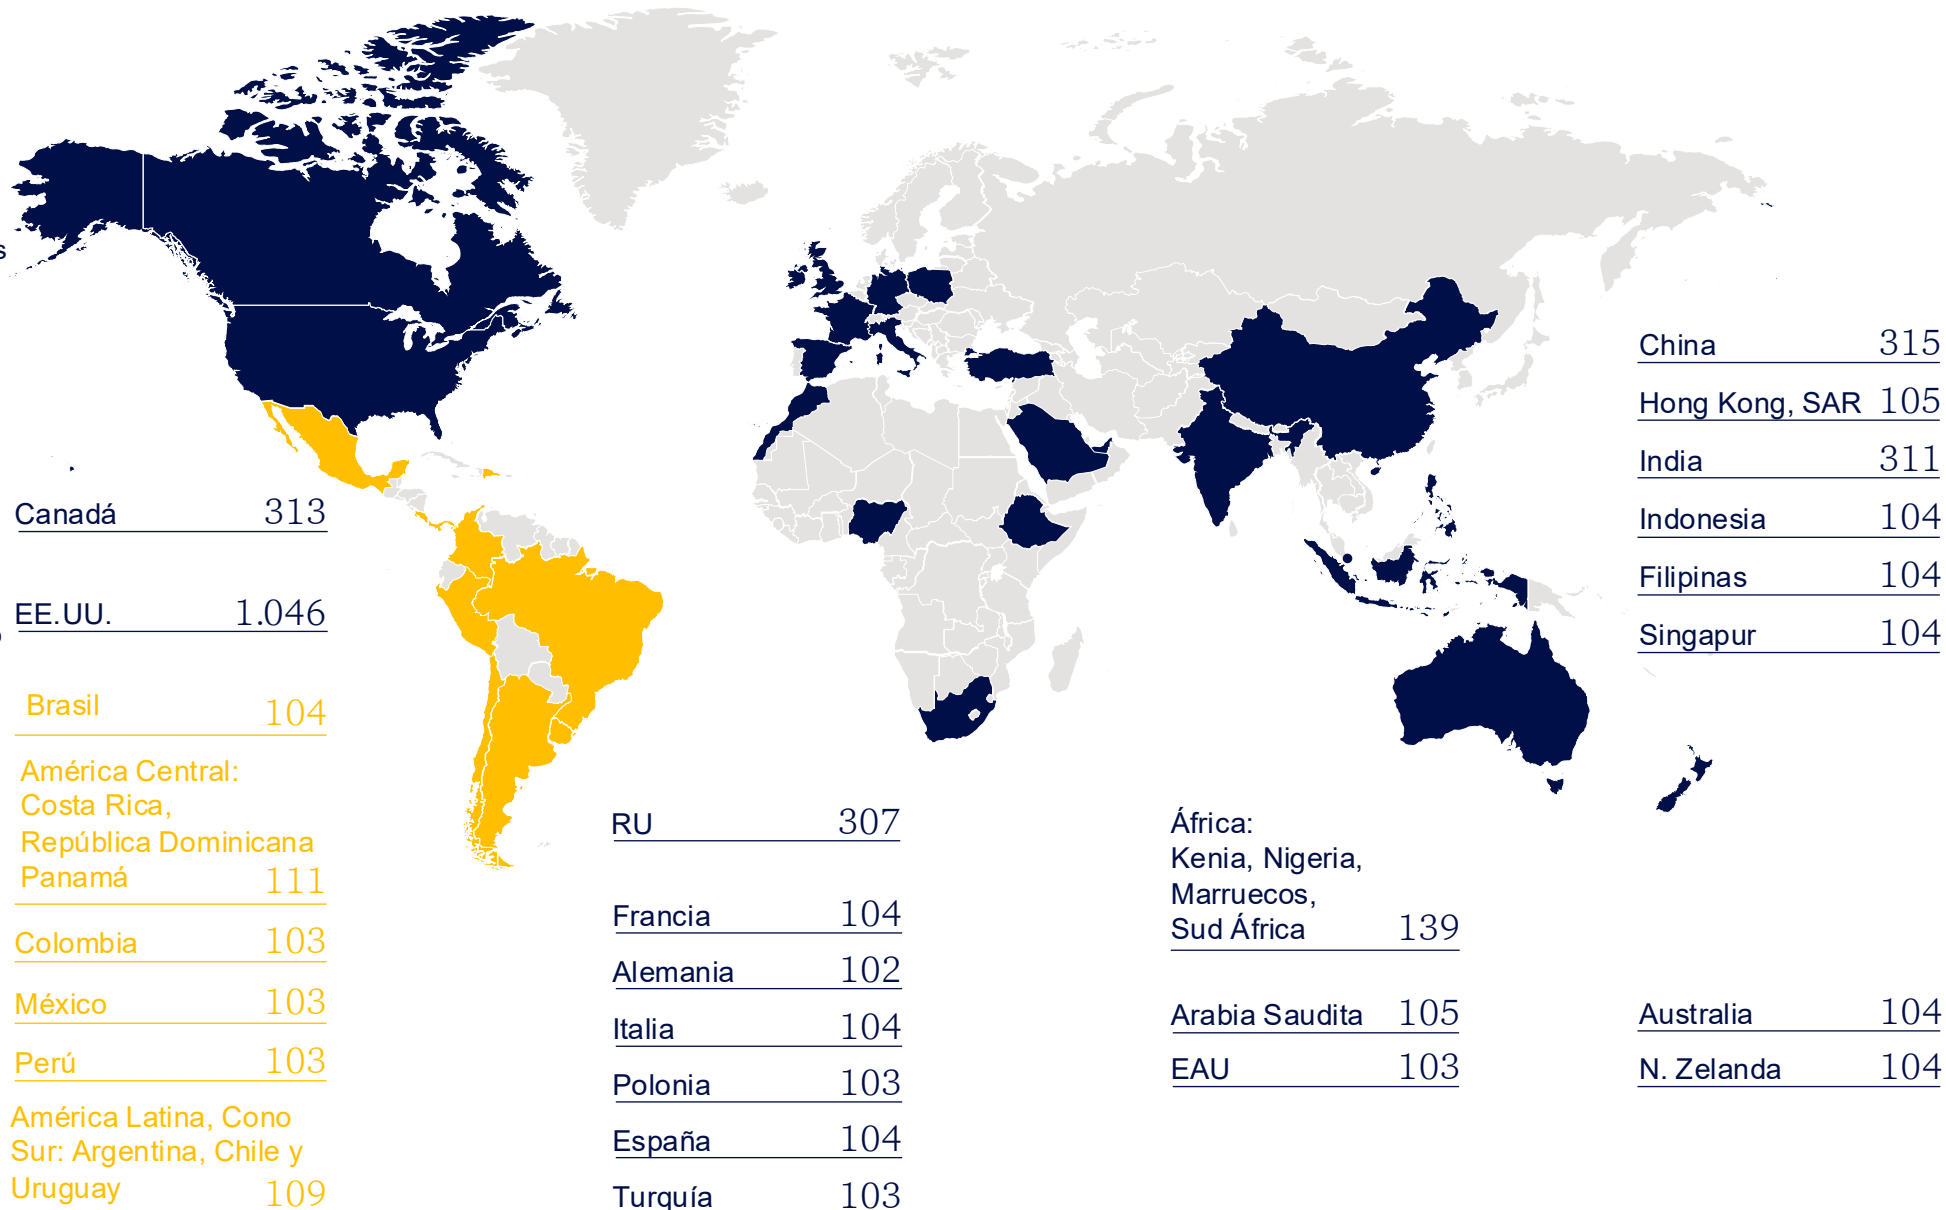 s
Canadá 313
EE.UU. 1.046
Brasil 104
América Central:
Costa Rica,
República Dominicana
Panamá 111
Colombia 103
México 103
Perú 103
América Latina, Cono
Sur: Argentina, Chile y
Uruguay 109
RU 307
Francia 104
Alemania 102
Italia 104
Polonia 103
España 104
Turquía 103
África:
Kenia, Nigeria,
Marruecos,
Sud África 139
Arabia Saudita 105
EAU 103
China 315
Hong Kong, SAR 105
India 311
Indonesia 104
Filipinas 104
Singapur 104
Australia 104
N. Zelanda 104